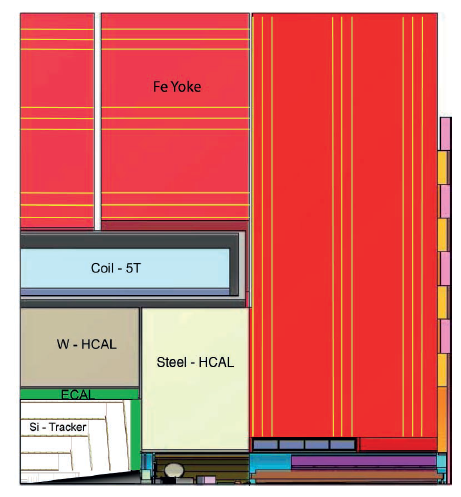 Fe Yoke
Coil - 5T
W - HCAL
Steel - HCAL
ECAL
Si - Tracker